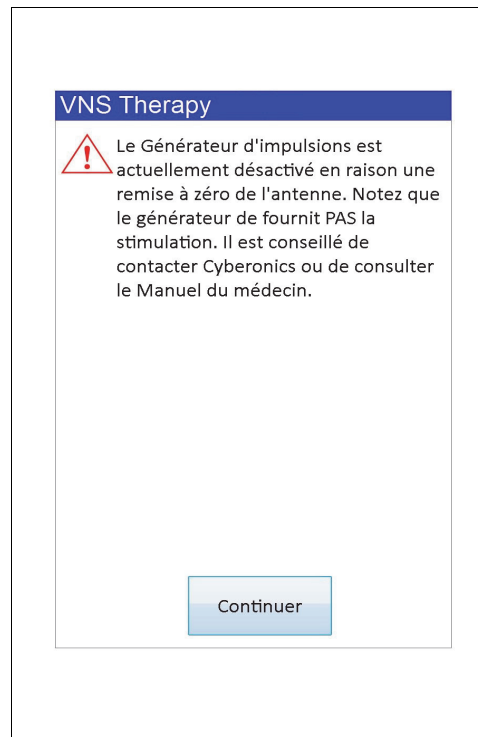 VNS Therapy
Le Générateur d'impulsions est
actuellement désactivé en raison une
remise à zéro de l'antenne. Notez que
le générateur de fournit PAS la
stimulation. Il est conseillé de
contacter Cyberonics ou de consulter
le Manuel du médecin.
Continuer